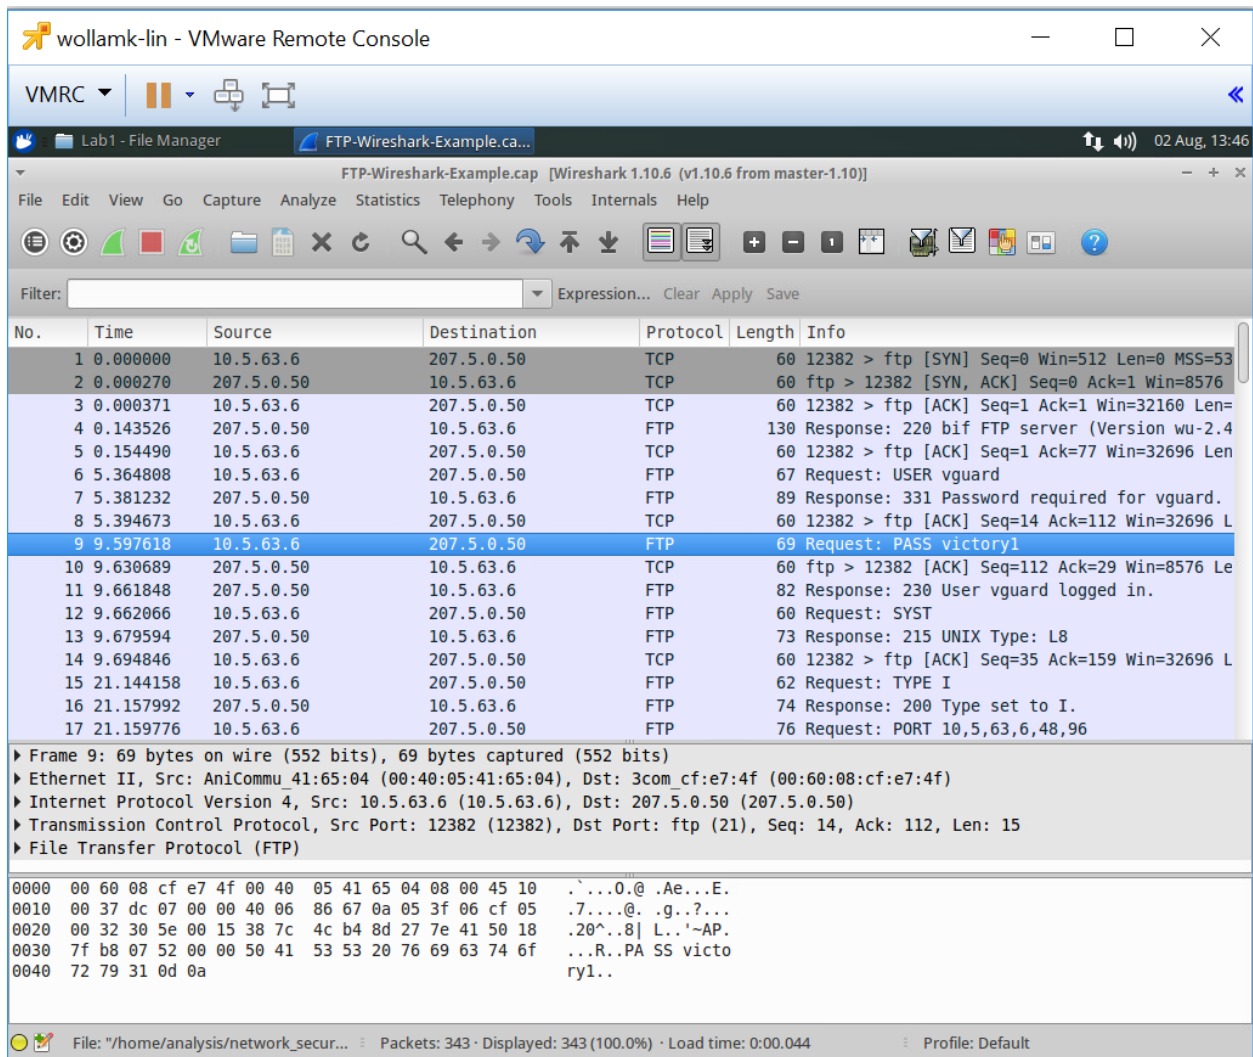 wollamk-lin - VMware Remote Console
VMRC
Lab1 - File Manager FTP-Wireshark-Example.ca... 02 Aug, 13:46
FTP-Wireshark-Example.cap [Wireshark 1.10.6 (v1.10.6 from master-1.10)]
File Edit View Go Capture Analyze Statistics Telephony Tools Internals Help
Filter: Expression... Clear Apply Save
No. Time Source Destination Protocol Length Info
1 0.000000 10.5.63.6 207.5.0.50 TCP 60 12382 > ftp [SYN] Seq=0 Win=512 Len=0 MSS=53
2 0.000270 207.5.0.50 10.5.63.6 TCP 60 ftp > 12382 [SYN, ACK] Seq=0 Ack=1 Win=8576
3 0.000371 10.5.63.6 207.5.0.50 TCP 60 12382 > ftp [ACK] Seq=1 Ack=1 Win=32160 Len=
4 0.143526 207.5.0.50 10.5.63.6 FTP 130 Response: 220 bif FTP server (Version wu-2.4
5 0.154490 10.5.63.6 207.5.0.50 TCP 60 12382 > ftp [ACK] Seq=1 Ack=77 Win=32696 Len
6 5.364808 10.5.63.6 207.5.0.50 FTP 67 Request: USER vguard
7 5.381232 207.5.0.50 10.5.63.6 FTP 89 Response: 331 Password required for vguard.
8 5.394673 10.5.63.6 207.5.0.50 TCP 60 12382 > ftp [ACK] Seq=14 Ack=112 Win=32696 L
9 9.597618 10.5.63.6 207.5.0.50 FTP 69 Request: PASS victory1
10 9.630689 207.5.0.50 10.5.63.6 TCP 60 ftp > 12382 [ACK] Seq=112 Ack=29 Win=8576 Le
11 9.661848 207.5.0.50 10.5.63.6 FTP 82 Response: 230 User vguard logged in.
12 9.662066 10.5.63.6 207.5.0.50 FTP 60 Request: SYST
13 9.679594 207.5.0.50 10.5.63.6 FTP 73 Response: 215 UNIX Type: L8
14 9.694846 10.5.63.6 207.5.0.50 TCP 60 12382 > ftp [ACK] Seq=35 Ack=159 Win=32696 L
15 21.144158 10.5.63.6 207.5.0.50 FTP 62 Request: TYPE I
16 21.157992 207.5.0.50 10.5.63.6 FTP 74 Response: 200 Type set to I.
17 21.159776 10.5.63.6 207.5.0.50 FTP 76 Request: PORT 10,5,63,6,48,96
Frame 9: 69 bytes on wire (552 bits), 69 bytes captured (552 bits)
Ethernet II, Src: AniCommu_41:65:04 (00:40:05:41:65:04), Dst: 3com_cf:e7:4f (00:60:08:cf:e7:4f)
Internet Protocol Version 4, Src: 10.5.63.6 (10.5.63.6), Dst: 207.5.0.50 (207.5.0.50)
Transmission Control Protocol, Src Port: 12382 (12382), Dst Port: ftp (21), Seq: 14, Ack: 112, Len: 15
File Transfer Protocol (FTP)
0000 00 60 08 cf e7 4f 00 40 05 41 65 04 08 00 45 10 .`...O.@ .Ae...E.
0010 00 37 dc 07 00 00 40 06 86 67 0a 05 3f 06 cf 05 .7....@. .g..?...
0020 00 32 30 5e 00 15 38 7c 4c b4 8d 27 7e 41 50 18 .20^..8| L..'~AP.
0030 7f b8 07 52 00 00 50 41 53 53 20 76 69 63 74 6f ...R..PA SS victo
0040 72 79 31 0d 0a ry1..
File: "/home/analysis/network_secur... Packets: 343 · Displayed: 343 (100.0%) · Load time: 0:00.044 Profile: Default